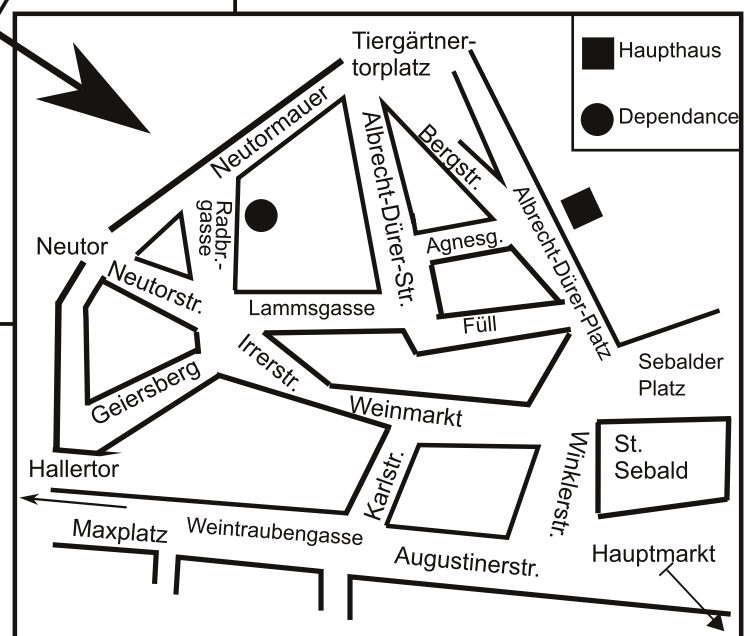 Tiergärtner-
torplatz
Haupthaus
Dependance
Neutormauer
Albrecht-Dürer-Str.
Bergstr.
Albrecht-Dürer-Platz
Radbr.-
gasse
Neutor
Agnesg.
Neutorstr.
Lammsgasse
Füll
Irrerstr.
Sebalder
Platz
Geiersberg
Weinmarkt
Hallertor
Karlstr.
Winklerstr.
St.
Sebald
Maxplatz
Weintraubengasse
Augustinerstr.
Hauptmarkt